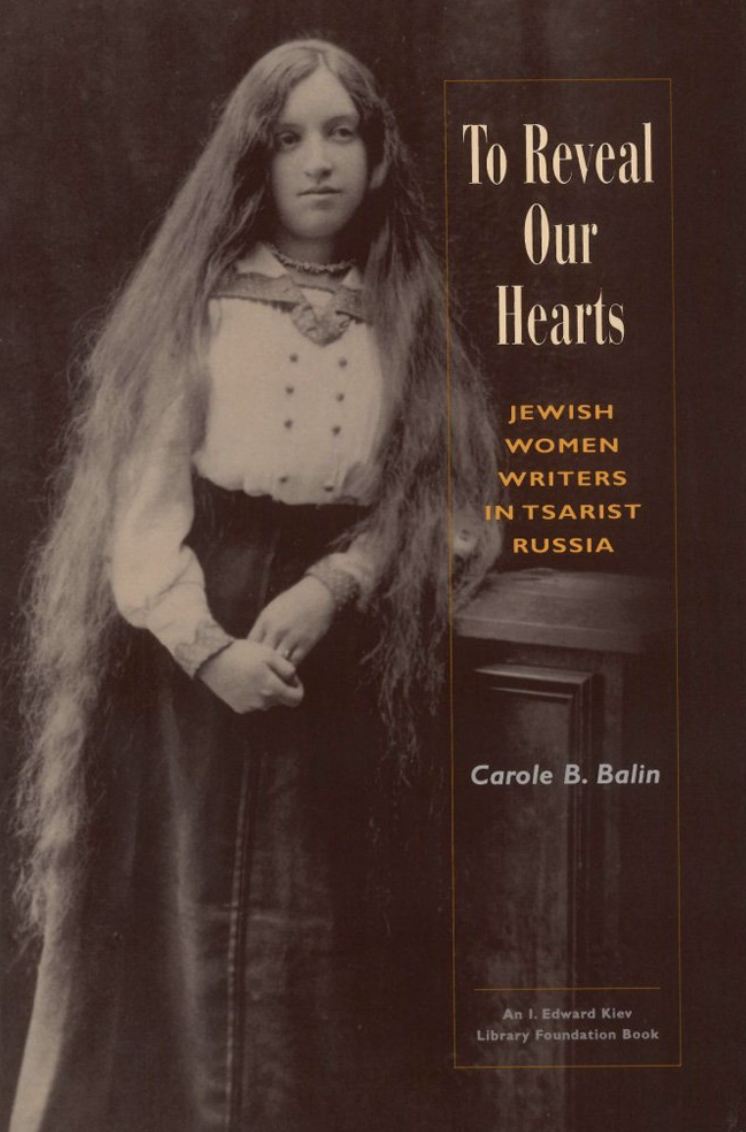 To Reveal
Our
Hearts
JEWISH
WOMEN
WRITERS
IN TSARIST
RUSSIA
Carole B. Balin
An I. Edward Kiev
Library Foundation Book